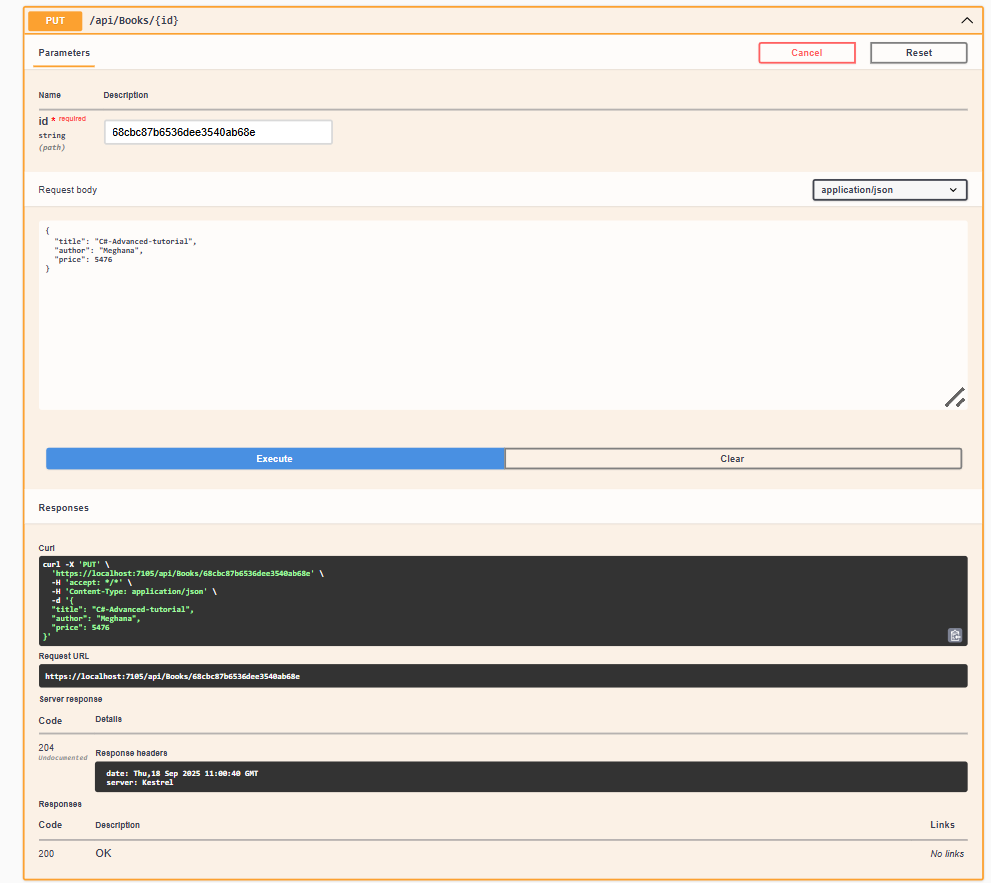 PUT /api/Books/{id}
Parameters
Cancel
Reset
Name Description
id * required
string
(path)
68cbc87b6536dee3540ab68e
Request body
application/json
{
"title": "C#-Advanced-tutorial",
"author": "Meghana",
"price": 5476
}
Execute
Clear
Responses
Curl
curl -X 'PUT' \
'https://localhost:7105/api/Books/68cbc87b6536dee3540ab68e' \
-H 'accept: */*' \
-H 'Content-Type: application/json' \
-d '{
"title": "C#-Advanced-tutorial",
"author": "Meghana",
"price": 5476
}'
Request URL
https://localhost:7105/api/Books/68cbc87b6536dee3540ab68e
Server response
Code Details
204
Undocumented
Response headers
date: Thu,18 Sep 2025 11:00:40 GMT
server: Kestrel
Responses
Code Description Links
200 OK No links